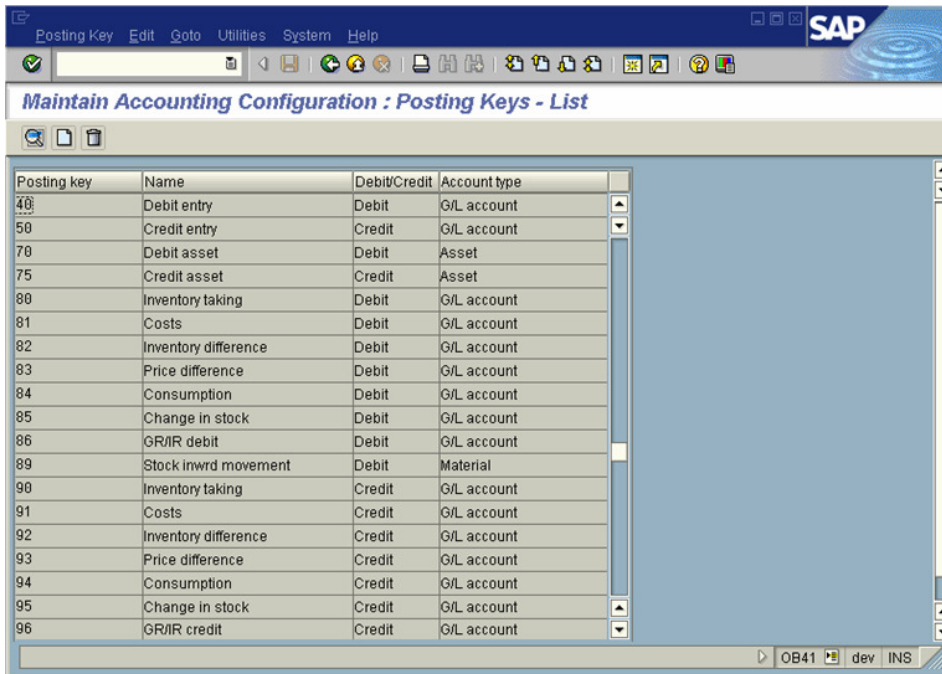 Posting Key Edit Goto Utilities System Help
SAP
Maintain Accounting Configuration : Posting Keys - List
Posting key Name Debit/Credit Account type
40 Debit entry Debit G/L account
50 Credit entry Credit G/L account
70 Debit asset Debit Asset
75 Credit asset Credit Asset
80 Inventory taking Debit G/L account
81 Costs Debit G/L account
82 Inventory difference Debit G/L account
83 Price difference Debit G/L account
84 Consumption Debit G/L account
85 Change in stock Debit G/L account
86 GR/IR debit Debit G/L account
89 Stock inwrd movement Debit Material
90 Inventory taking Credit G/L account
91 Costs Credit G/L account
92 Inventory difference Credit G/L account
93 Price difference Credit G/L account
94 Consumption Credit G/L account
95 Change in stock Credit G/L account
96 GR/IR credit Credit G/L account
OB41 dev INS